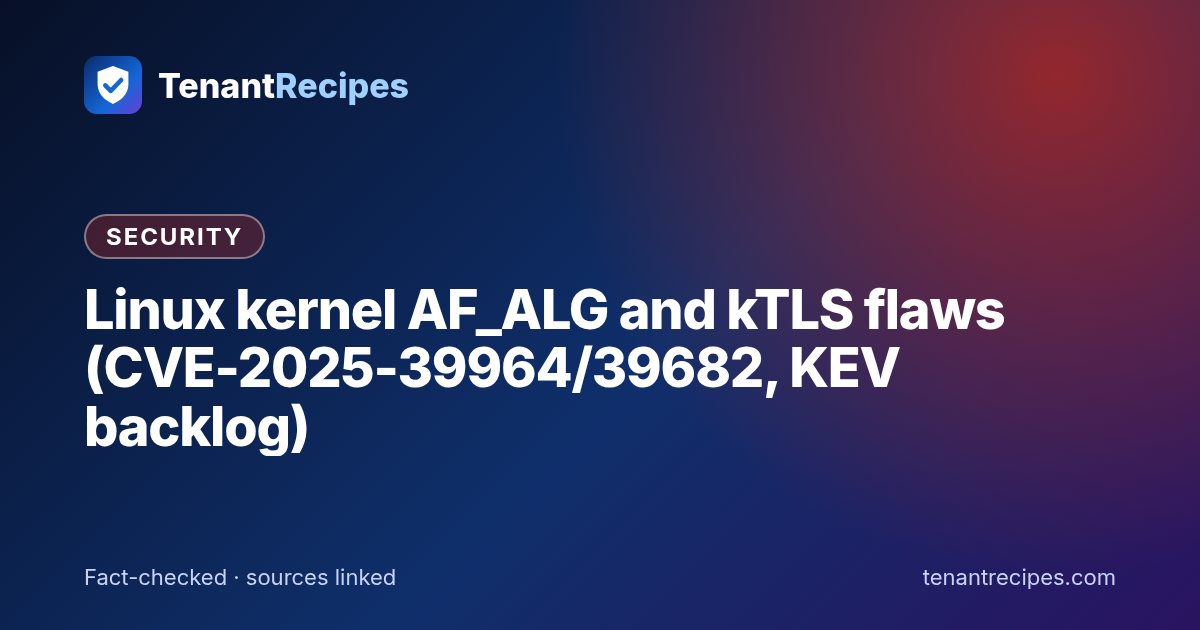 TenantRecipes
SECURITY
Linux kernel AF_ALG and kTLS flaws
(CVE-2025-39964/39682, KEV
backlog)
Fact-checked · sources linked
tenantrecipes.com